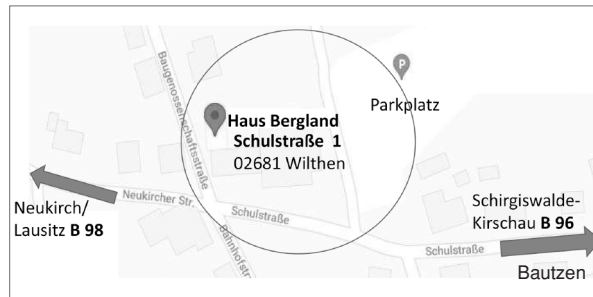 P
Parkplatz
Baugenossenschaftsstraße
Haus Bergland
Schulstraße 1
02681 Wilthen
Neukircher Str.
Neukirch/
Lausitz B 98
Schulstraße
Bahnhofstr
Schirgiswalde-
Kirschau B 96
Schulstraße
Bautzen